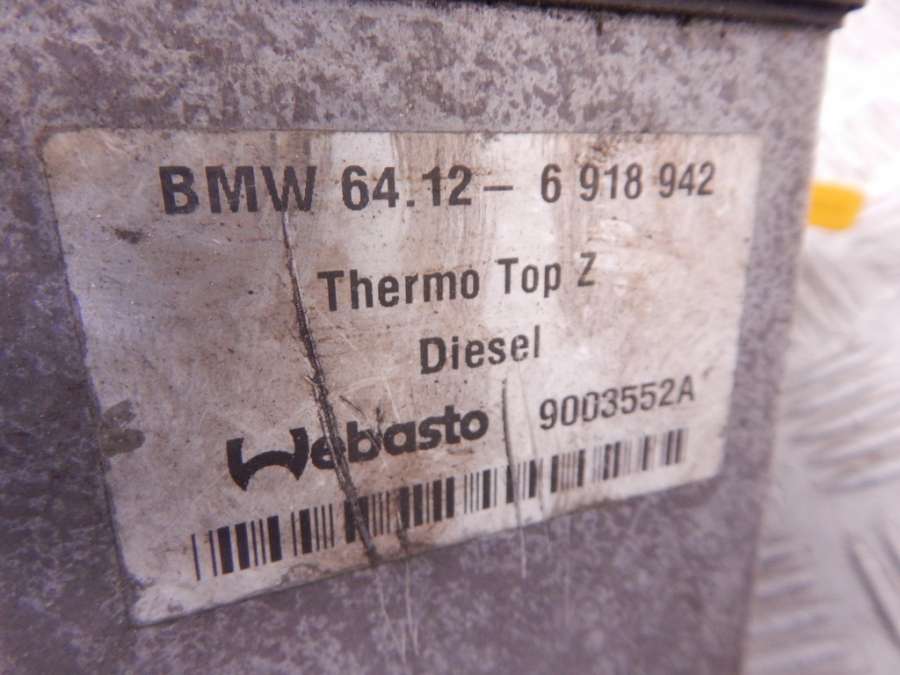 BMW 64.12 - 6 918 942
Thermo Top Z
Diesel
Webasto 9003552A